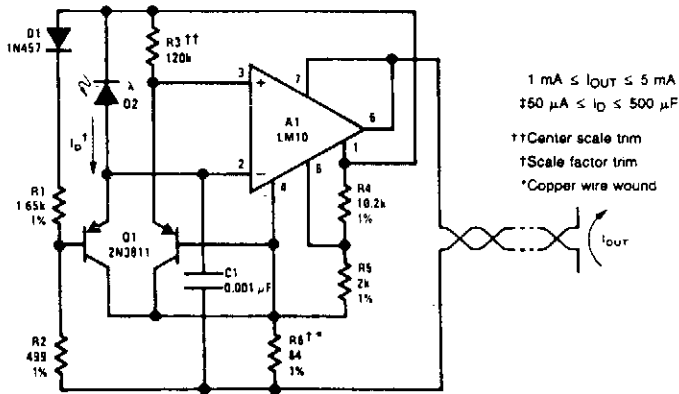 D1
1N457
R3 ††
120k
λ
D2
I_D†
3
+
7
A1
LM10
6
1
2
−
4
6
R1
1 65k
1%
R4
10.2k
1%
Q1
2N3811
C1
0.001 µF
R5
2k
1%
R2
499
1%
R6†*
64
1%
I_OUT
1 mA ≤ I_OUT ≤ 5 mA
‡50 µA ≤ I_D ≤ 500 µF
††Center scale trim
†Scale factor trim
*Copper wire wound